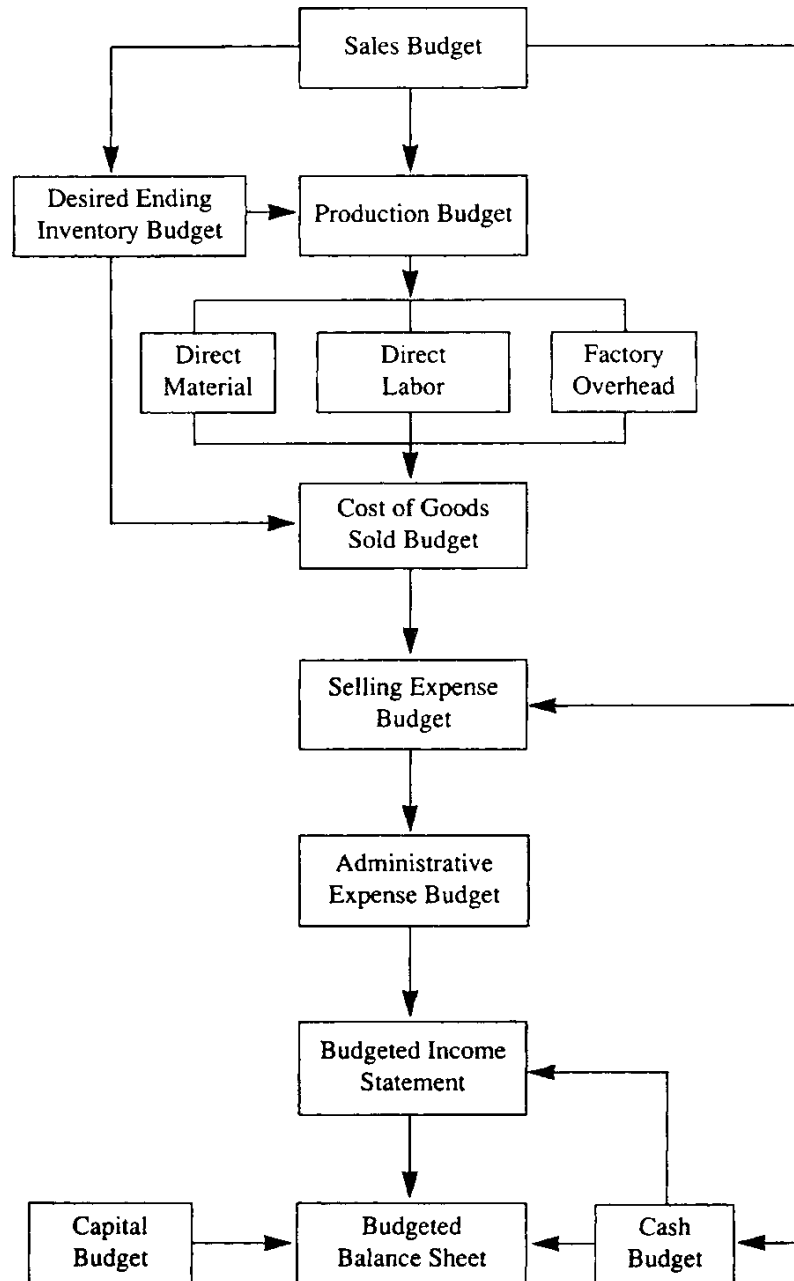 Sales Budget
Desired Ending
Inventory Budget
Production Budget
Direct
Material
Direct
Labor
Factory
Overhead
Cost of Goods
Sold Budget
Selling Expense
Budget
Administrative
Expense Budget
Budgeted Income
Statement
Capital
Budget
Budgeted
Balance Sheet
Cash
Budget